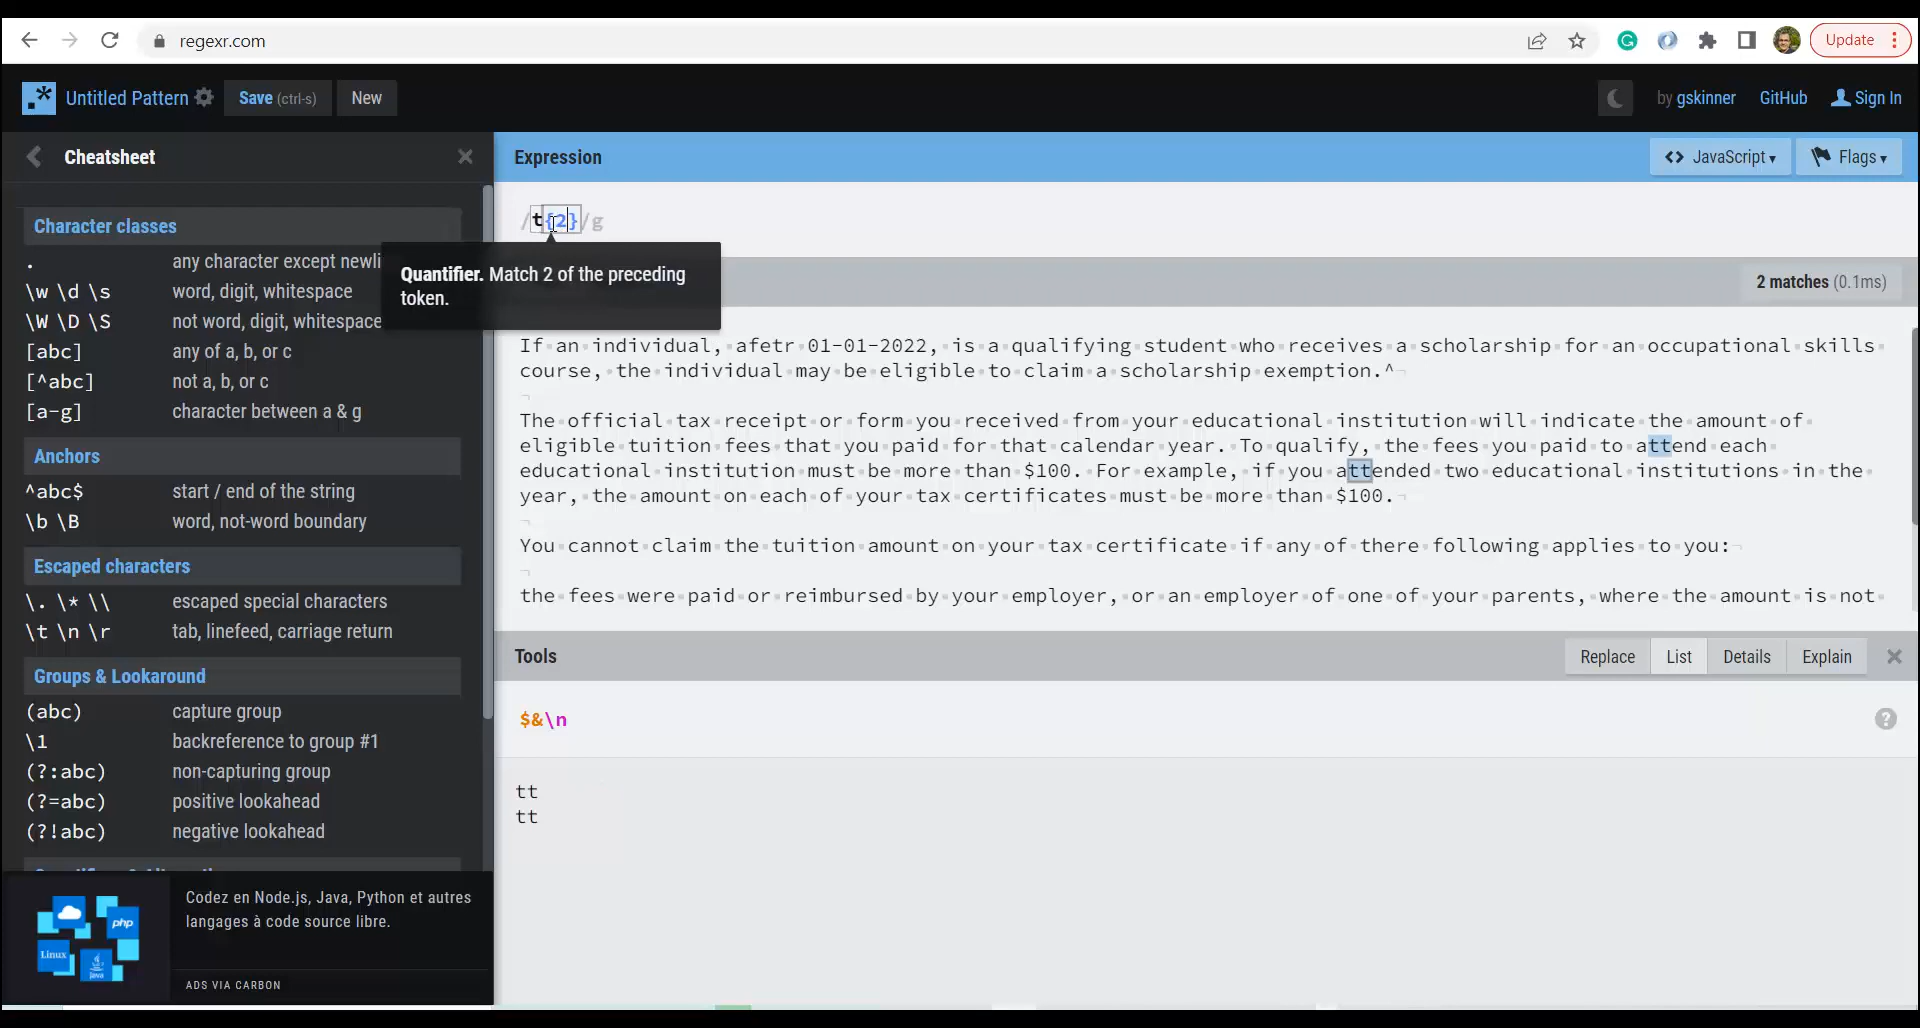 regexr.com
Update
Untitled Pattern
Save (ctrl-s)
New
by gskinner
GitHub
Sign In
Cheatsheet
Expression
JavaScript
Flags
/t{2}/g
Quantifier. Match 2 of the preceding
token.
2 matches (0.1ms)
Character classes
. any character except newli
\w \d \s word, digit, whitespace
\W \D \S not word, digit, whitespace
[abc] any of a, b, or c
[^abc] not a, b, or c
[a-g] character between a & g
Anchors
^abc$ start / end of the string
\b \B word, not-word boundary
Escaped characters
\. \* \\ escaped special characters
\t \n \r tab, linefeed, carriage return
Groups & Lookaround
(abc) capture group
\1 backreference to group #1
(?:abc) non-capturing group
(?=abc) positive lookahead
(?!abc) negative lookahead
If an individual, afetr 01-01-2022, is a qualifying student who receives a scholarship for an occupational skills
course, the individual may be eligible to claim a scholarship exemption.^
The official tax receipt or form you received from your educational institution will indicate the amount of
eligible tuition fees that you paid for that calendar year. To qualify, the fees you paid to attend each
educational institution must be more than $100. For example, if you attended two educational institutions in the
year, the amount on each of your tax certificates must be more than $100.
You cannot claim the tuition amount on your tax certificate if any of there following applies to you:
the fees were paid or reimbursed by your employer, or an employer of one of your parents, where the amount is not
Tools
Replace
List
Details
Explain
$&\n
?
tt
tt
php
Linux
Java
Codez en Node.js, Java, Python et autres
langages à code source libre.
ADS VIA CARBON